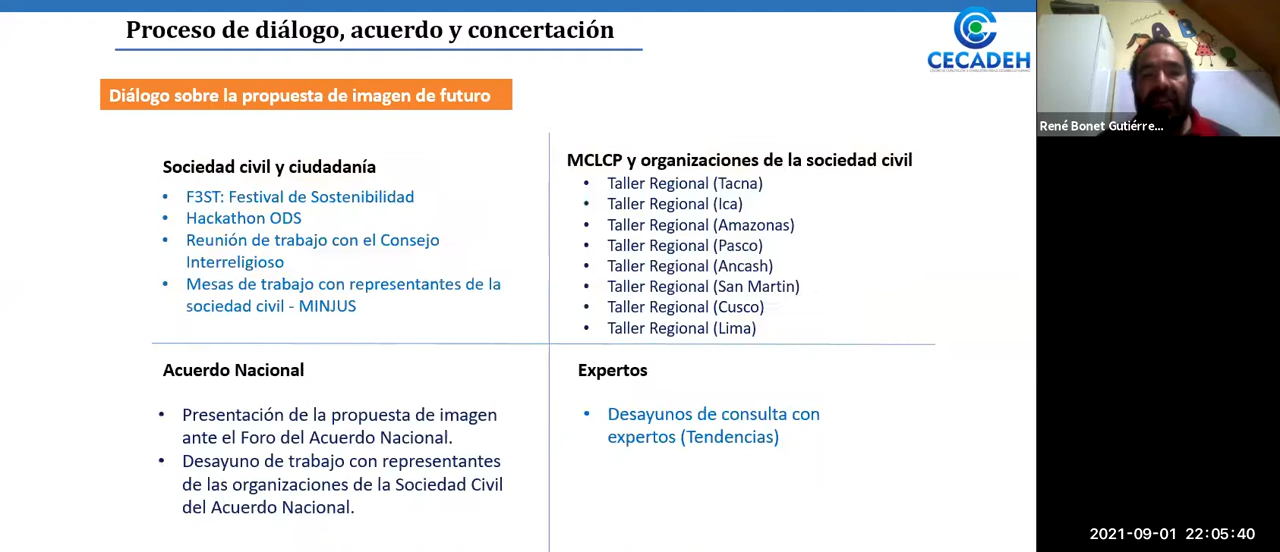 Proceso de diálogo, acuerdo y concertación
CECADEH
Diálogo sobre la propuesta de imagen de futuro
Sociedad civil y ciudadanía
• F3ST: Festival de Sostenibilidad
• Hackathon ODS
• Reunión de trabajo con el Consejo
Interreligioso
• Mesas de trabajo con representantes de la
sociedad civil - MINJUS
MCLCP y organizaciones de la sociedad civil
• Taller Regional (Tacna)
• Taller Regional (Ica)
• Taller Regional (Amazonas)
• Taller Regional (Pasco)
• Taller Regional (Ancash)
• Taller Regional (San Martin)
• Taller Regional (Cusco)
• Taller Regional (Lima)
Acuerdo Nacional
• Presentación de la propuesta de imagen
ante el Foro del Acuerdo Nacional.
• Desayuno de trabajo con representantes
de las organizaciones de la Sociedad Civil
del Acuerdo Nacional.
Expertos
• Desayunos de consulta con
expertos (Tendencias)
René Bonet Gutiérre...
2021-09-01 22:05:40